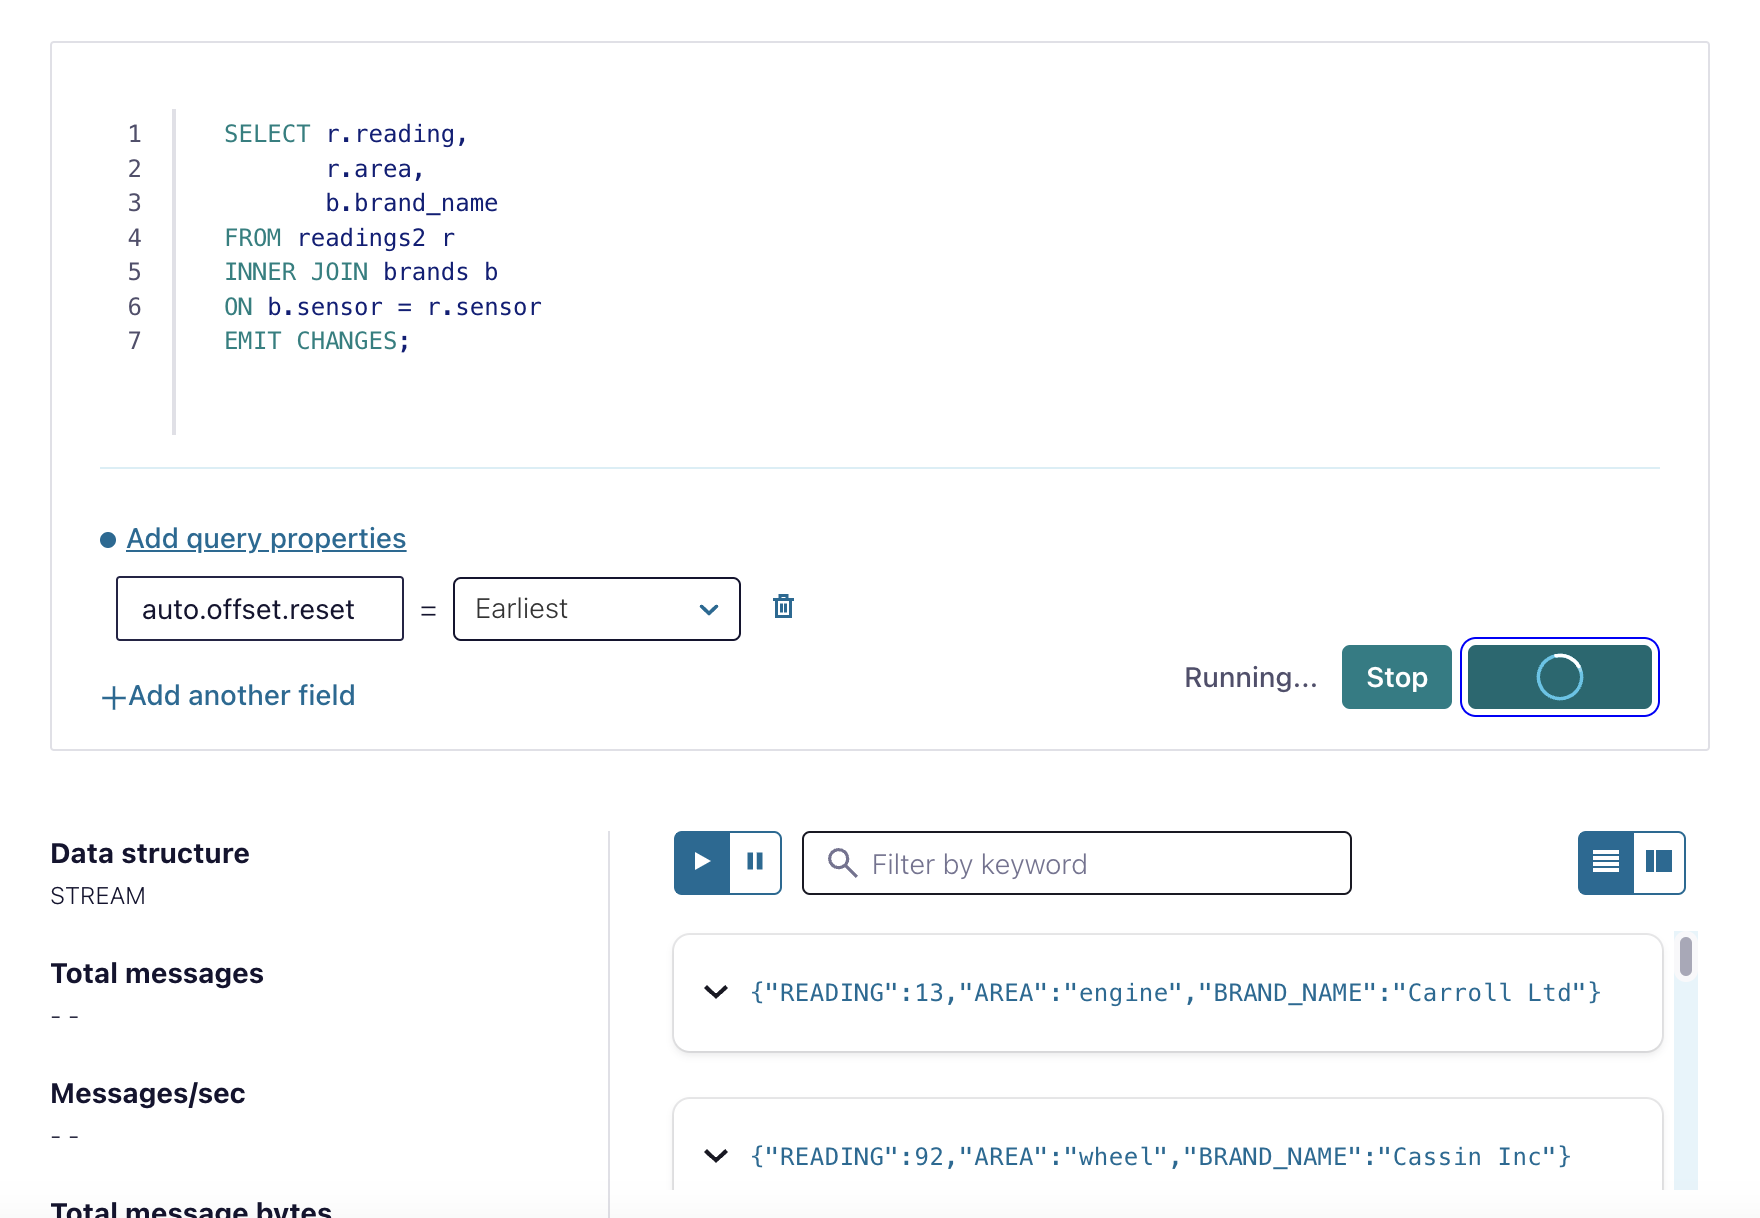 1 SELECT r.reading,
2 r.area,
3 b.brand_name
4 FROM readings2 r
5 INNER JOIN brands b
6 ON b.sensor = r.sensor
7 EMIT CHANGES;
Add query properties
auto.offset.reset = Earliest
Running... Stop
+Add another field
Data structure
STREAM
Total messages
--
Messages/sec
--
Total message bytes
Filter by keyword
{"READING":13,"AREA":"engine","BRAND_NAME":"Carroll Ltd"}
{"READING":92,"AREA":"wheel","BRAND_NAME":"Cassin Inc"}